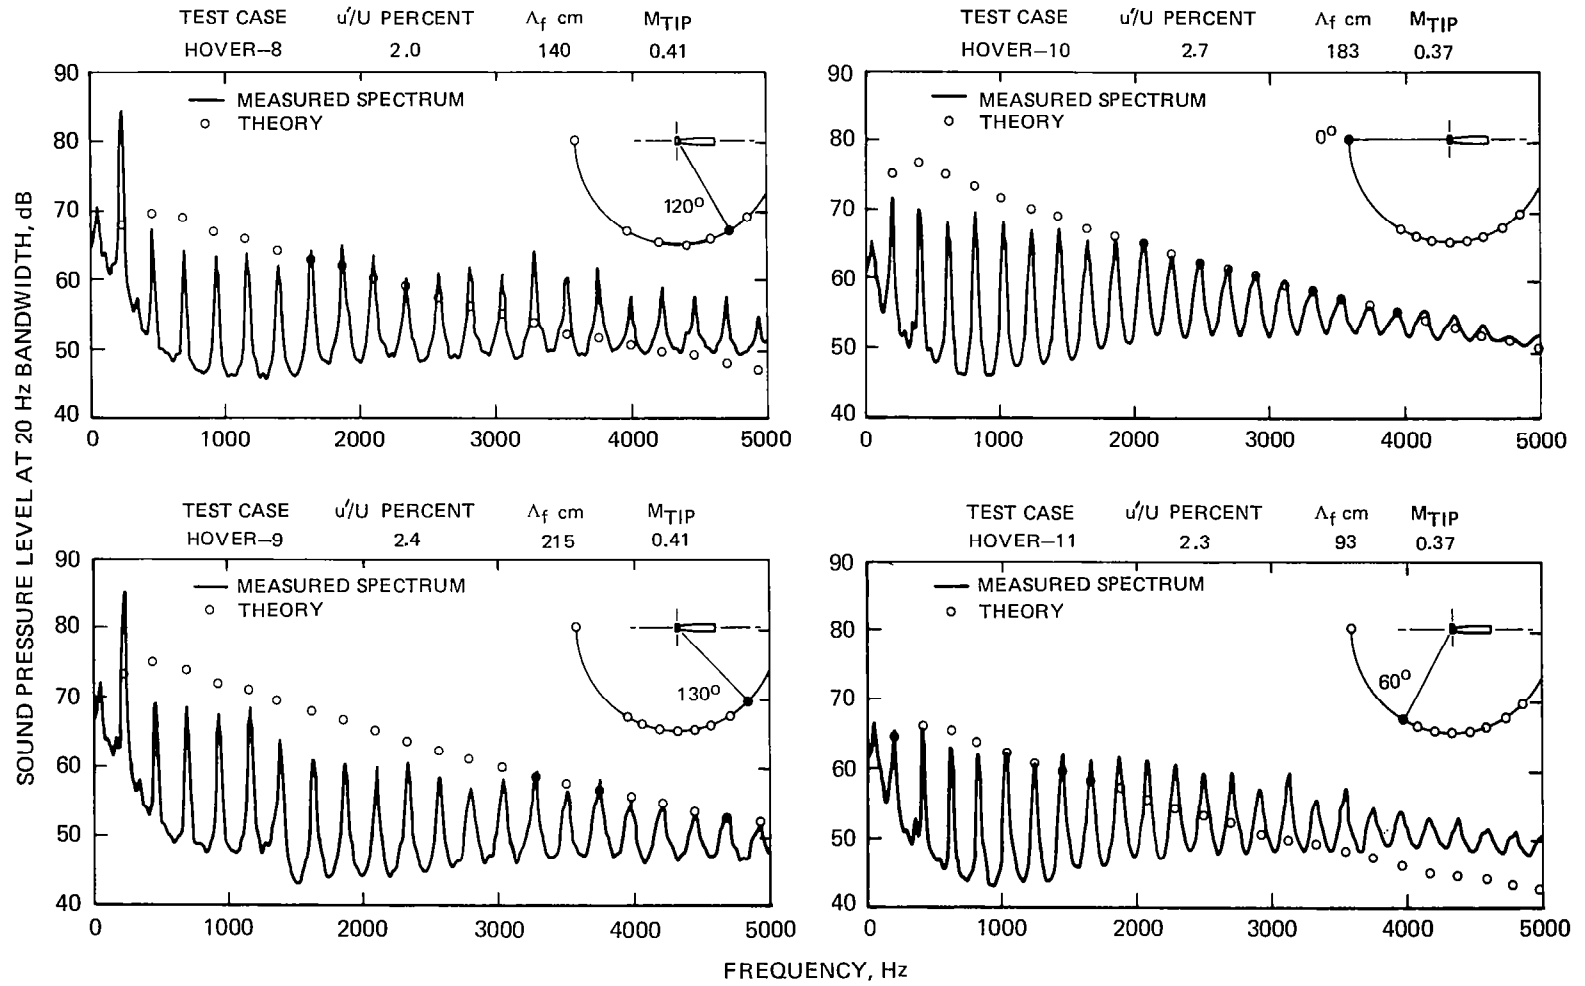 TEST CASE u′/U PERCENT Λf cm MTIP
HOVER–8 2.0 140 0.41
90
80
70
60
50
40
MEASURED SPECTRUM
THEORY
120°
0 1000 2000 3000 4000 5000
TEST CASE u′/U PERCENT Λf cm MTIP
HOVER–10 2.7 183 0.37
90
80
70
60
50
40
MEASURED SPECTRUM
THEORY
0°
0 1000 2000 3000 4000 5000
SOUND PRESSURE LEVEL AT 20 Hz BANDWIDTH, dB
TEST CASE u′/U PERCENT Λf cm MTIP
HOVER–9 2.4 215 0.41
90
80
70
60
50
40
MEASURED SPECTRUM
THEORY
130°
0 1000 2000 3000 4000 5000
TEST CASE u′/U PERCENT Λf cm MTIP
HOVER–11 2.3 93 0.37
90
80
70
60
50
40
MEASURED SPECTRUM
THEORY
60°
0 1000 2000 3000 4000 5000
FREQUENCY, Hz